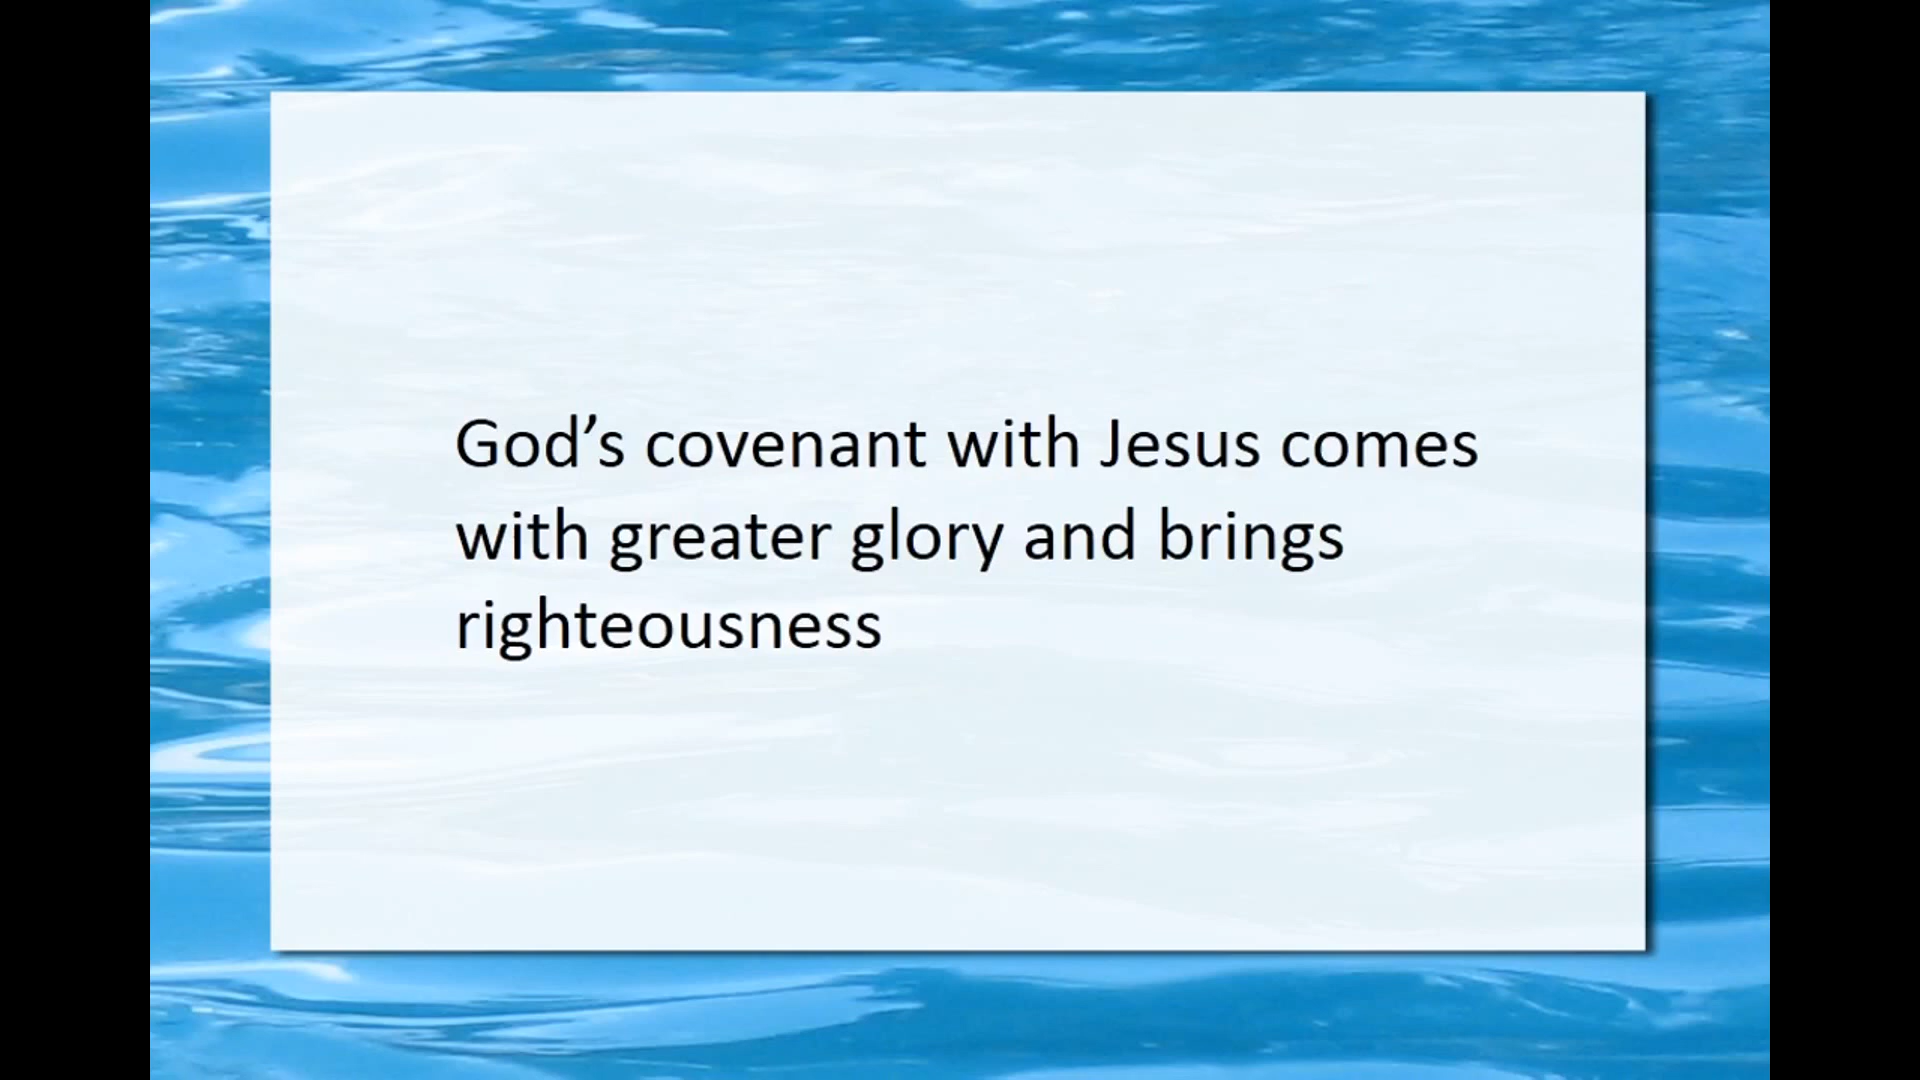 God’s covenant with Jesus comes
with greater glory and brings
righteousness